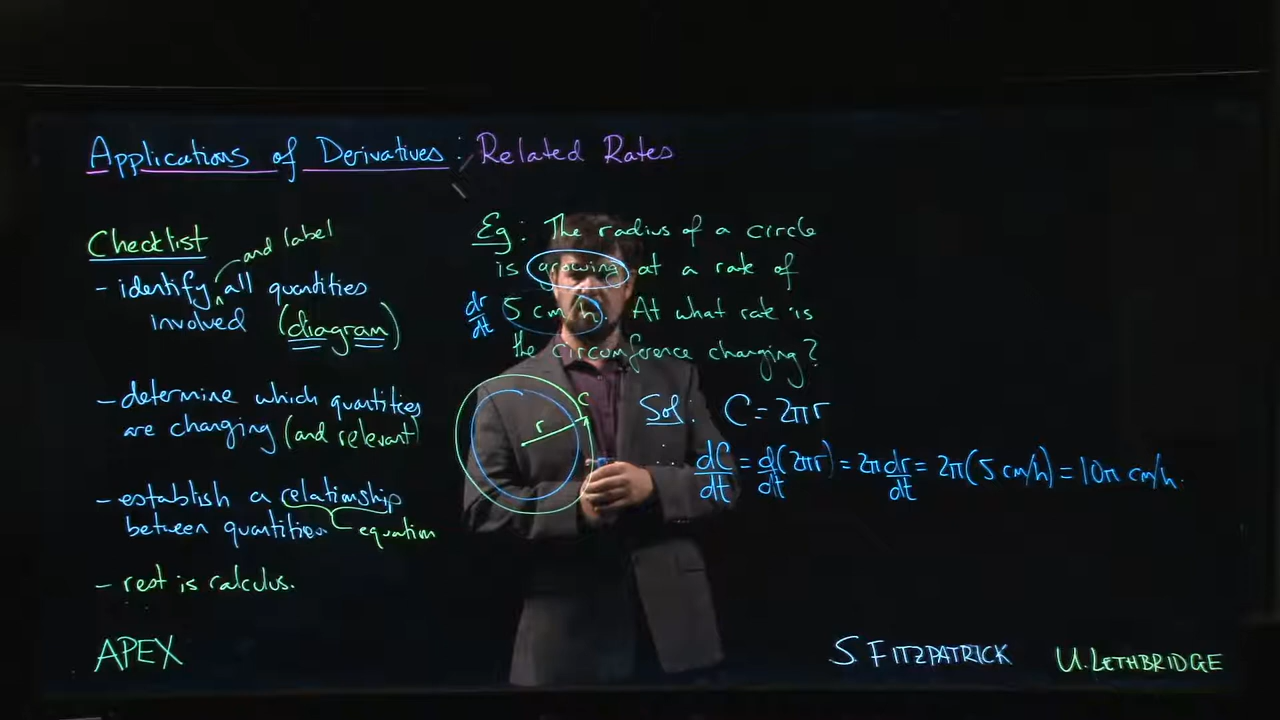 Applications of Derivatives: Related Rates
Checklist
and label
- identify all quantities
involved (diagram)
- determine which quantities
are changing (and relevant)
- establish a relationship
between quantities
equation
- rest is calculus.
APEX
Eg: The radius of a circle
is growing at a rate of
dr/dt 5 cm/h. At what rate is
the circumference changing?
C
r
Sol: C = 2πr
∴ dC/dt = d/dt(2πr) = 2π dr/dt = 2π(5 cm/h) = 10π cm/h.
S. FITZPATRICK
U. LETHBRIDGE